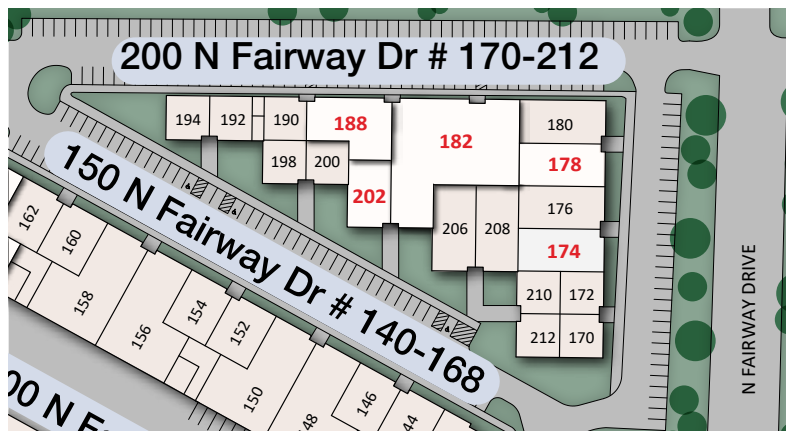 200 N Fairway Dr # 170-212
194 192 190 188 182 180
198 200 178
202 206 208 176
174
210 172
212 170
150 N Fairway Dr # 140-168
162 160 158 156 154 152 150 146
N FAIRWAY DRIVE
00 N Fa